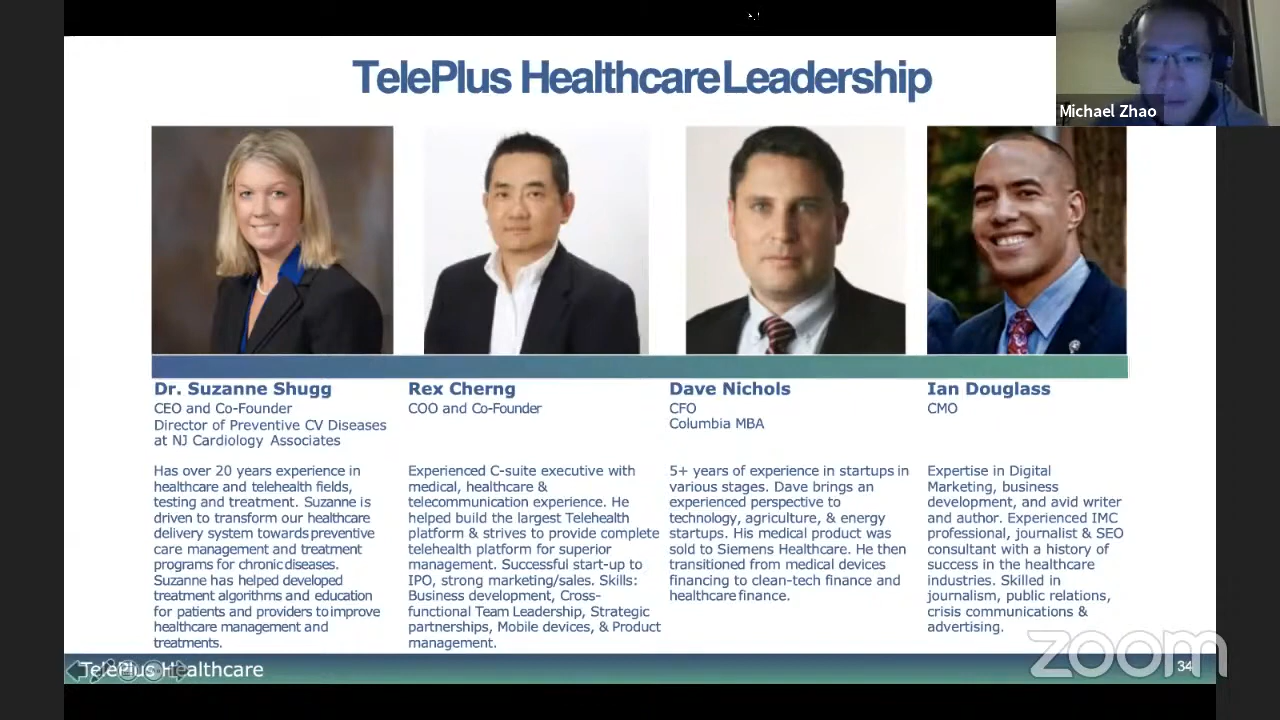 TelePlus Healthcare Leadership
Michael Zhao
Dr. Suzanne Shugg
CEO and Co-Founder
Director of Preventive CV Diseases
at NJ Cardiology Associates
Has over 20 years experience in
healthcare and telehealth fields,
testing and treatment. Suzanne is
driven to transform our healthcare
delivery system towards preventive
care management and treatment
programs for chronic diseases.
Suzanne has helped developed
treatment algorithms and education
for patients and providers to improve
healthcare management and
treatments.
Rex Cherng
COO and Co-Founder
Experienced C-suite executive with
medical, healthcare &
telecommunication experience. He
helped build the largest Telehealth
platform & strives to provide complete
telehealth platform for superior
management. Successful start-up to
IPO, strong marketing/sales. Skills:
Business development, Cross-
functional Team Leadership, Strategic
partnerships, Mobile devices, & Product
management.
Dave Nichols
CFO
Columbia MBA
5+ years of experience in startups in
various stages. Dave brings an
experienced perspective to
technology, agriculture, & energy
startups. His medical product was
sold to Siemens Healthcare. He then
transitioned from medical devices
financing to clean-tech finance and
healthcare finance.
Ian Douglass
CMO
Expertise in Digital
Marketing, business
development, and avid writer
and author. Experienced IMC
professional, journalist & SEO
consultant with a history of
success in the healthcare
industries. Skilled in
journalism, public relations,
crisis communications &
advertising.
TelePlus Healthcare
34
zoom